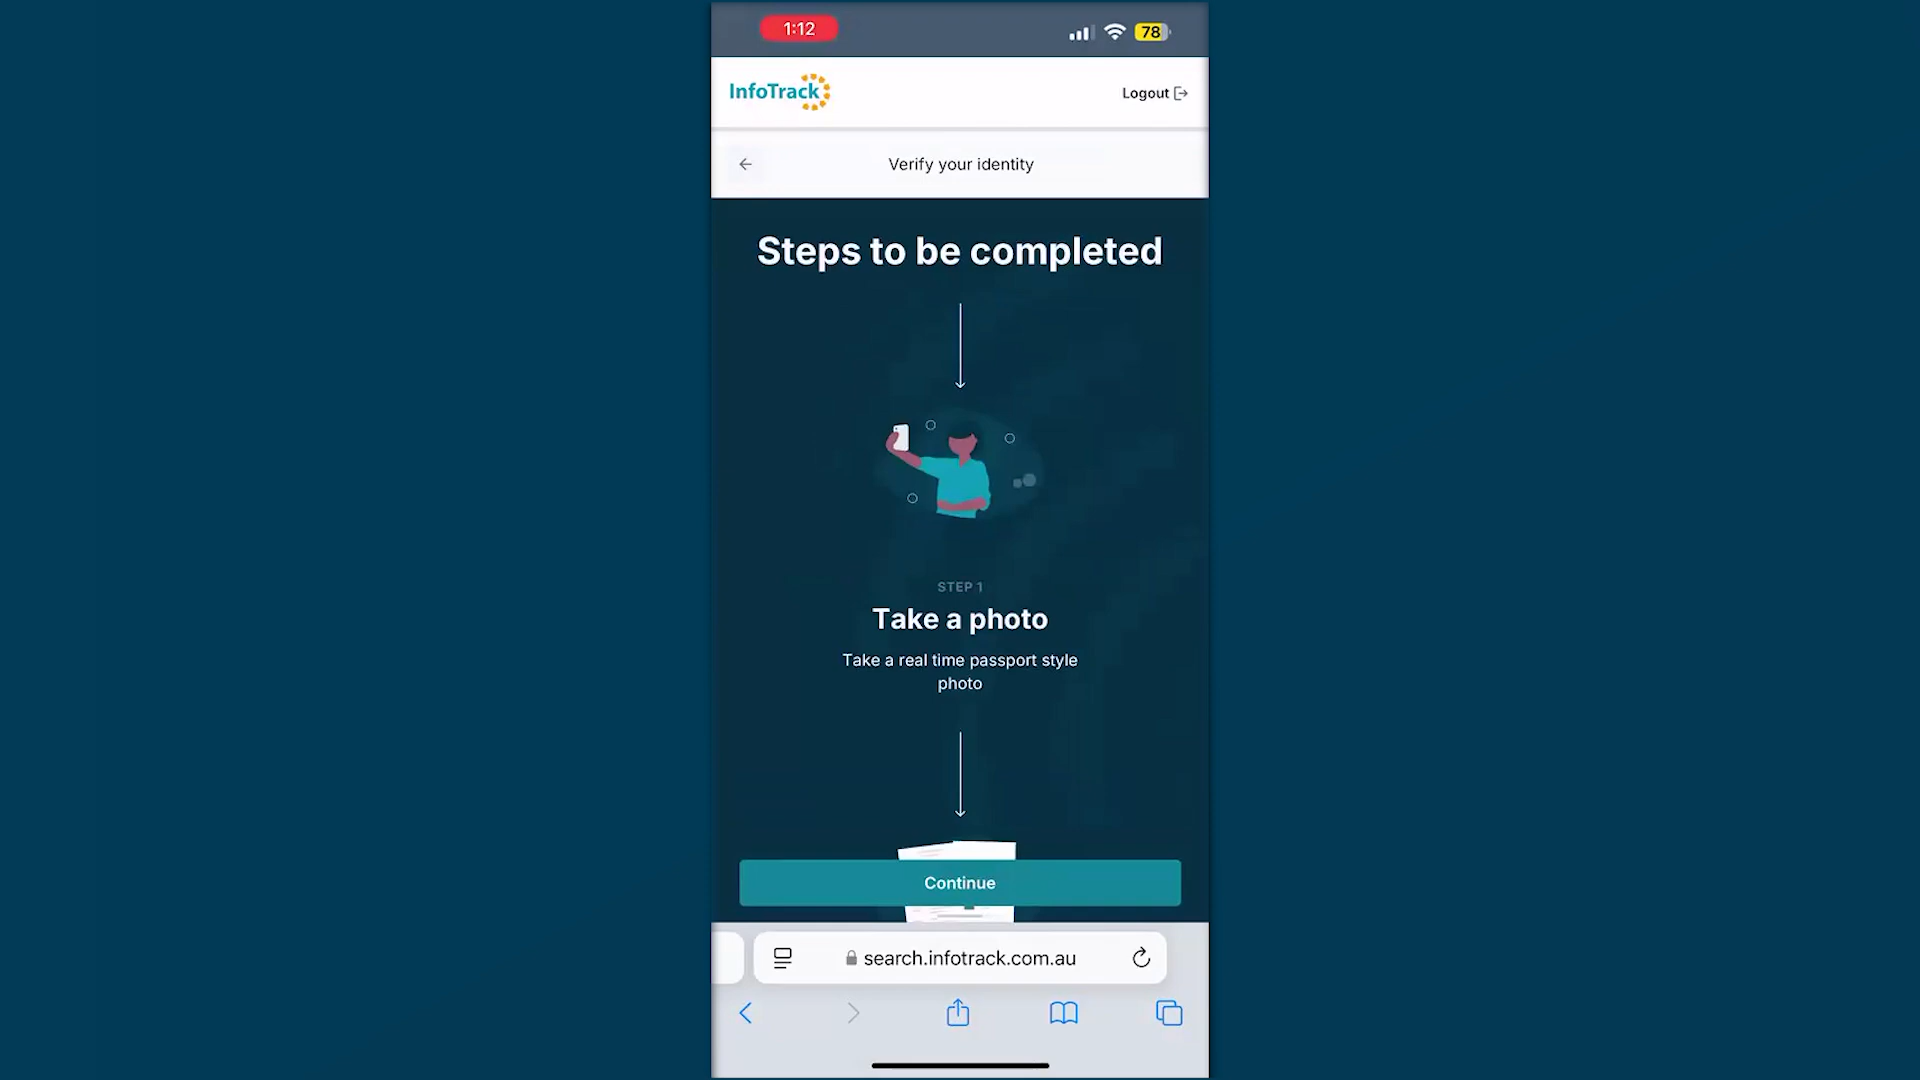 1:12
78
InfoTrack
Logout
Verify your identity
Steps to be completed
STEP 1
Take a photo
Take a real time passport style
photo
Continue
search.infotrack.com.au